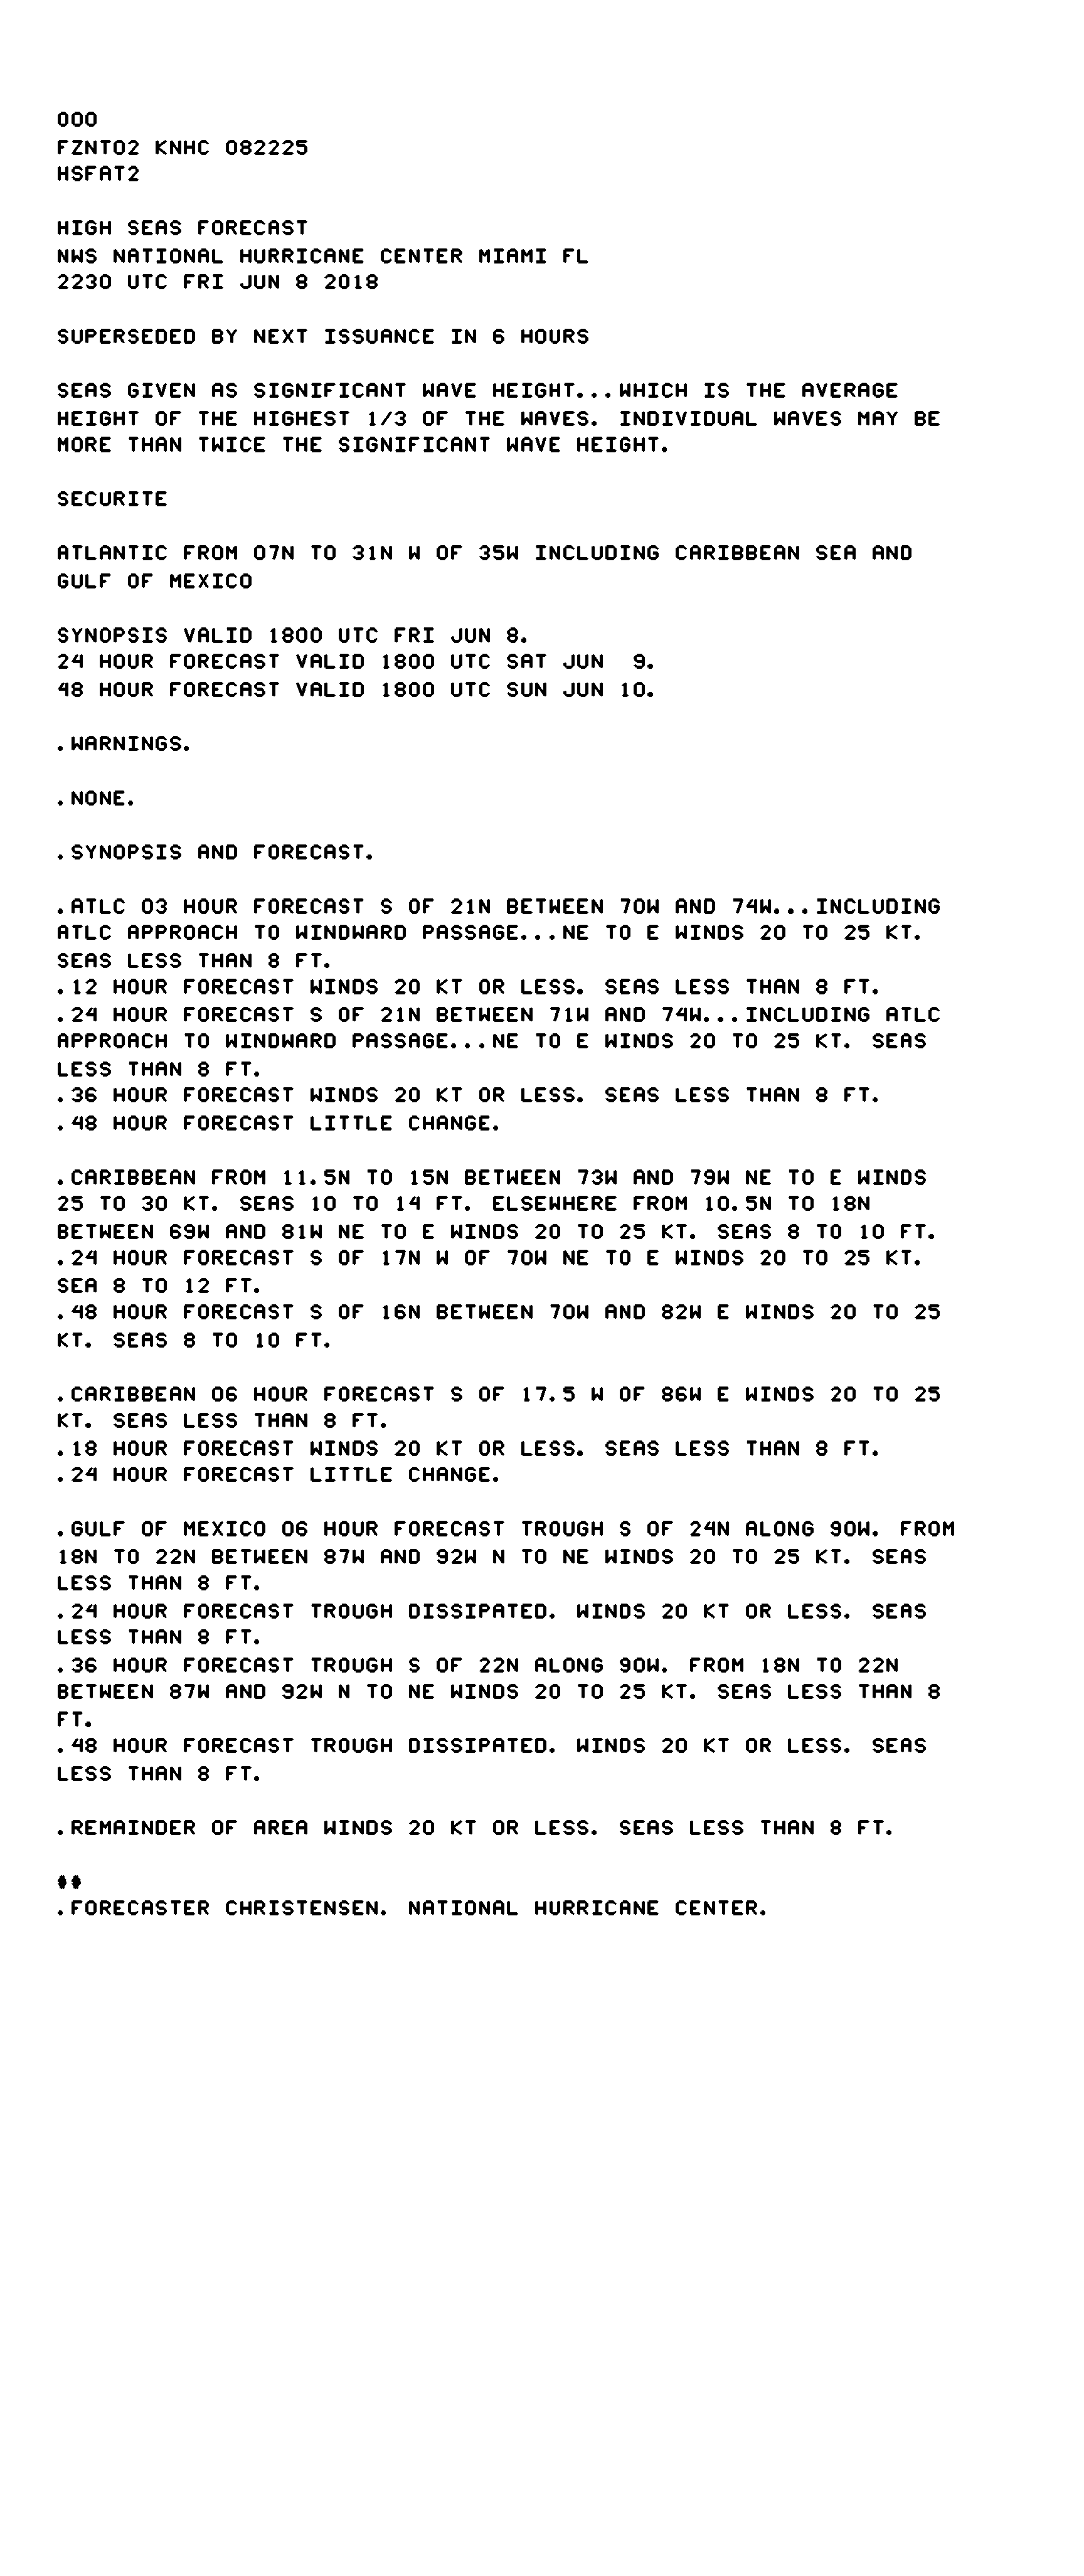 000
FZNT02 KNHC 082225
HSFAT2
HIGH SEAS FORECAST
NWS NATIONAL HURRICANE CENTER MIAMI FL
2230 UTC FRI JUN 8 2018
SUPERSEDED BY NEXT ISSUANCE IN 6 HOURS
SEAS GIVEN AS SIGNIFICANT WAVE HEIGHT...WHICH IS THE AVERAGE
HEIGHT OF THE HIGHEST 1/3 OF THE WAVES. INDIVIDUAL WAVES MAY BE
MORE THAN TWICE THE SIGNIFICANT WAVE HEIGHT.
SECURITE
ATLANTIC FROM 07N TO 31N W OF 35W INCLUDING CARIBBEAN SEA AND
GULF OF MEXICO
SYNOPSIS VALID 1800 UTC FRI JUN 8.
24 HOUR FORECAST VALID 1800 UTC SAT JUN  9.
48 HOUR FORECAST VALID 1800 UTC SUN JUN 10.
.WARNINGS.
.NONE.
.SYNOPSIS AND FORECAST.
.ATLC 03 HOUR FORECAST S OF 21N BETWEEN 70W AND 74W...INCLUDING
ATLC APPROACH TO WINDWARD PASSAGE...NE TO E WINDS 20 TO 25 KT.
SEAS LESS THAN 8 FT.
.12 HOUR FORECAST WINDS 20 KT OR LESS. SEAS LESS THAN 8 FT.
.24 HOUR FORECAST S OF 21N BETWEEN 71W AND 74W...INCLUDING ATLC
APPROACH TO WINDWARD PASSAGE...NE TO E WINDS 20 TO 25 KT. SEAS
LESS THAN 8 FT.
.36 HOUR FORECAST WINDS 20 KT OR LESS. SEAS LESS THAN 8 FT.
.48 HOUR FORECAST LITTLE CHANGE.
.CARIBBEAN FROM 11.5N TO 15N BETWEEN 73W AND 79W NE TO E WINDS
25 TO 30 KT. SEAS 10 TO 14 FT. ELSEWHERE FROM 10.5N TO 18N
BETWEEN 69W AND 81W NE TO E WINDS 20 TO 25 KT. SEAS 8 TO 10 FT.
.24 HOUR FORECAST S OF 17N W OF 70W NE TO E WINDS 20 TO 25 KT.
SEA 8 TO 12 FT.
.48 HOUR FORECAST S OF 16N BETWEEN 70W AND 82W E WINDS 20 TO 25
KT. SEAS 8 TO 10 FT.
.CARIBBEAN 06 HOUR FORECAST S OF 17.5 W OF 86W E WINDS 20 TO 25
KT. SEAS LESS THAN 8 FT.
.18 HOUR FORECAST WINDS 20 KT OR LESS. SEAS LESS THAN 8 FT.
.24 HOUR FORECAST LITTLE CHANGE.
.GULF OF MEXICO 06 HOUR FORECAST TROUGH S OF 24N ALONG 90W. FROM
18N TO 22N BETWEEN 87W AND 92W N TO NE WINDS 20 TO 25 KT. SEAS
LESS THAN 8 FT.
.24 HOUR FORECAST TROUGH DISSIPATED. WINDS 20 KT OR LESS. SEAS
LESS THAN 8 FT.
.36 HOUR FORECAST TROUGH S OF 22N ALONG 90W. FROM 18N TO 22N
BETWEEN 87W AND 92W N TO NE WINDS 20 TO 25 KT. SEAS LESS THAN 8
FT.
.48 HOUR FORECAST TROUGH DISSIPATED. WINDS 20 KT OR LESS. SEAS
LESS THAN 8 FT.
.REMAINDER OF AREA WINDS 20 KT OR LESS. SEAS LESS THAN 8 FT.
.FORECASTER CHRISTENSEN. NATIONAL HURRICANE CENTER.